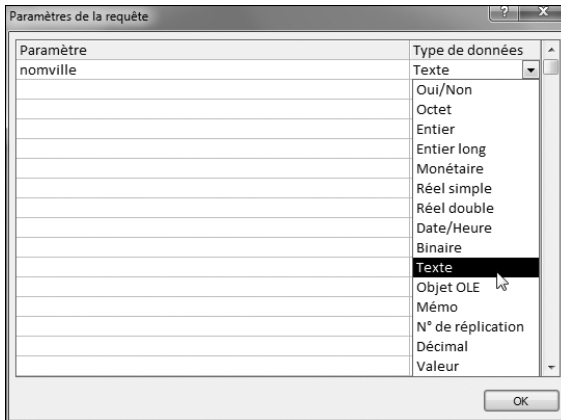 Paramètres de la requête
Paramètre Type de données
nomville Texte
Oui/Non
Octet
Entier
Entier long
Monétaire
Réel simple
Réel double
Date/Heure
Binaire
Texte
Objet OLE
Mémo
N° de réplication
Décimal
Valeur
OK